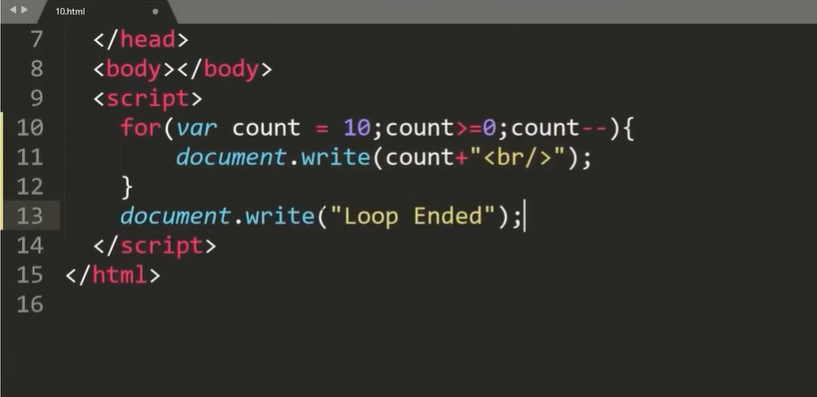 10.html
7 </head>
8 <body></body>
9 <script>
10 for(var count = 10;count>=0;count--){
11 document.write(count+"<br/>");
12 }
13 document.write("Loop Ended");
14 </script>
15 </html>
16